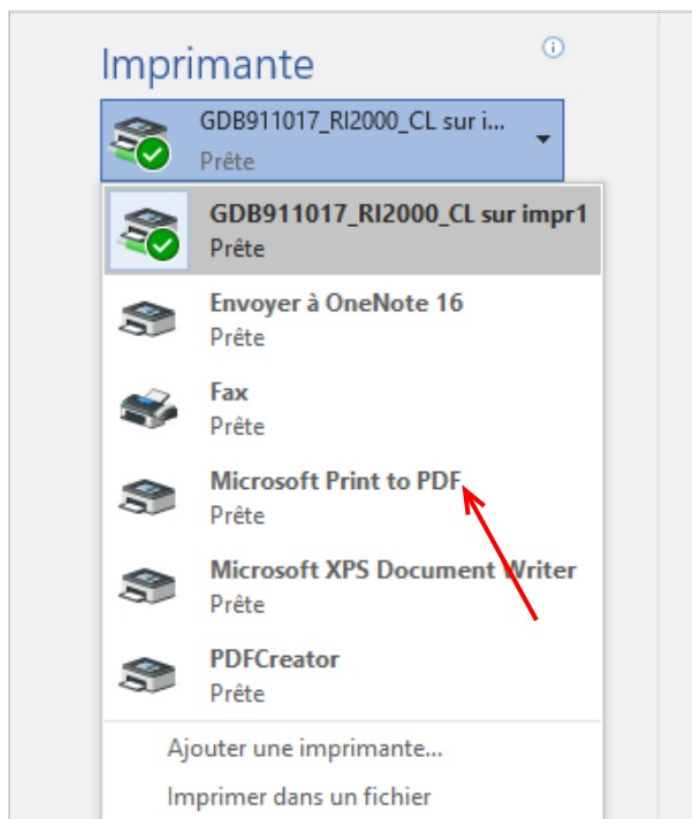 Imprimante
GDB911017_RI2000_CL sur i...
Prête
GDB911017_RI2000_CL sur impr1
Prête
Envoyer à OneNote 16
Prête
Fax
Prête
Microsoft Print to PDF
Prête
Microsoft XPS Document Writer
Prête
PDFCreator
Prête
Ajouter une imprimante...
Imprimer dans un fichier